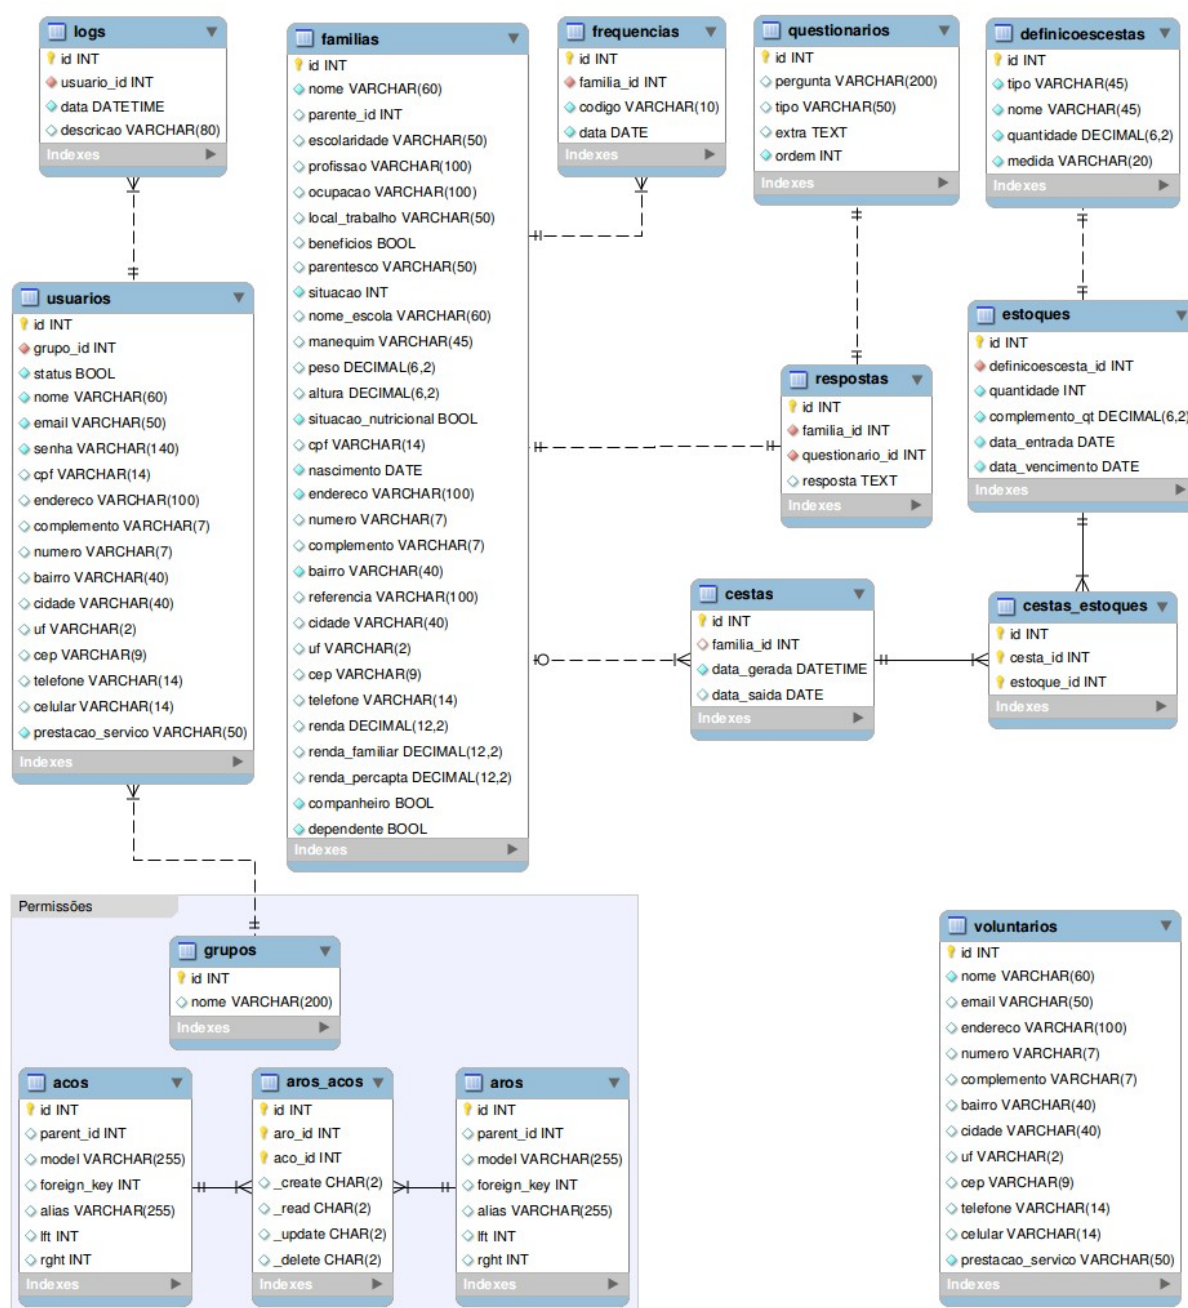 logs
id INT
usuario_id INT
data DATETIME
descricao VARCHAR(80)
Indexes
familias
id INT
nome VARCHAR(60)
parente_id INT
escolaridade VARCHAR(50)
profissao VARCHAR(100)
ocupacao VARCHAR(100)
local_trabalho VARCHAR(50)
beneficios BOOL
parentesco VARCHAR(50)
situacao INT
nome_escola VARCHAR(60)
manequim VARCHAR(45)
peso DECIMAL(6,2)
altura DECIMAL(6,2)
situacao_nutricional BOOL
cpf VARCHAR(14)
nascimento DATE
endereco VARCHAR(100)
numero VARCHAR(7)
complemento VARCHAR(7)
bairro VARCHAR(40)
referencia VARCHAR(100)
cidade VARCHAR(40)
uf VARCHAR(2)
cep VARCHAR(9)
telefone VARCHAR(14)
renda DECIMAL(12,2)
renda_familiar DECIMAL(12,2)
renda_percapta DECIMAL(12,2)
companheiro BOOL
dependente BOOL
Indexes
frequencias
id INT
familia_id INT
codigo VARCHAR(10)
data DATE
Indexes
questionarios
id INT
pergunta VARCHAR(200)
tipo VARCHAR(50)
extra TEXT
ordem INT
Indexes
definicoescestas
id INT
tipo VARCHAR(45)
nome VARCHAR(45)
quantidade DECIMAL(6,2)
medida VARCHAR(20)
Indexes
usuarios
id INT
grupo_id INT
status BOOL
nome VARCHAR(60)
email VARCHAR(50)
senha VARCHAR(140)
cpf VARCHAR(14)
endereco VARCHAR(100)
complemento VARCHAR(7)
numero VARCHAR(7)
bairro VARCHAR(40)
cidade VARCHAR(40)
uf VARCHAR(2)
cep VARCHAR(9)
telefone VARCHAR(14)
celular VARCHAR(14)
prestacao_servico VARCHAR(50)
Indexes
respostas
id INT
familia_id INT
questionario_id INT
resposta TEXT
Indexes
estoques
id INT
definicoescesta_id INT
quantidade INT
complemento_qt DECIMAL(6,2)
data_entrada DATE
data_vencimento DATE
Indexes
cestas
id INT
familia_id INT
data_gerada DATETIME
data_saida DATE
Indexes
cestas_estoques
id INT
cesta_id INT
estoque_id INT
Indexes
Permissões
grupos
id INT
nome VARCHAR(200)
Indexes
acos
id INT
parent_id INT
model VARCHAR(255)
foreign_key INT
alias VARCHAR(255)
lft INT
rght INT
Indexes
aros_acos
id INT
aro_id INT
aco_id INT
_create CHAR(2)
_read CHAR(2)
_update CHAR(2)
_delete CHAR(2)
Indexes
aros
id INT
parent_id INT
model VARCHAR(255)
foreign_key INT
alias VARCHAR(255)
lft INT
rght INT
Indexes
voluntarios
id INT
nome VARCHAR(60)
email VARCHAR(50)
endereco VARCHAR(100)
numero VARCHAR(7)
complemento VARCHAR(7)
bairro VARCHAR(40)
cidade VARCHAR(40)
uf VARCHAR(2)
cep VARCHAR(9)
telefone VARCHAR(14)
celular VARCHAR(14)
prestacao_servico VARCHAR(50)
Indexes